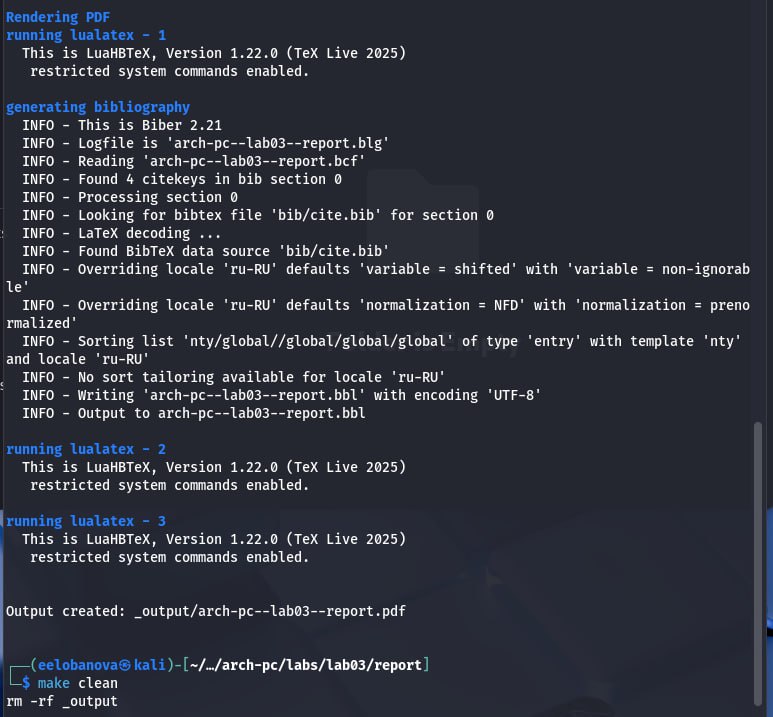 Rendering PDF
running lualatex - 1
  This is LuaHBTeX, Version 1.22.0 (TeX Live 2025)
   restricted system commands enabled.

generating bibliography
  INFO - This is Biber 2.21
  INFO - Logfile is 'arch-pc--lab03--report.blg'
  INFO - Reading 'arch-pc--lab03--report.bcf'
  INFO - Found 4 citekeys in bib section 0
  INFO - Processing section 0
  INFO - Looking for bibtex file 'bib/cite.bib' for section 0
  INFO - LaTeX decoding ...
  INFO - Found BibTeX data source 'bib/cite.bib'
  INFO - Overriding locale 'ru-RU' defaults 'variable = shifted' with 'variable = non-ignorab
le'
  INFO - Overriding locale 'ru-RU' defaults 'normalization = NFD' with 'normalization = preno
rmalized'
  INFO - Sorting list 'nty/global//global/global/global' of type 'entry' with template 'nty'
and locale 'ru-RU'
  INFO - No sort tailoring available for locale 'ru-RU'
  INFO - Writing 'arch-pc--lab03--report.bbl' with encoding 'UTF-8'
  INFO - Output to arch-pc--lab03--report.bbl

running lualatex - 2
  This is LuaHBTeX, Version 1.22.0 (TeX Live 2025)
   restricted system commands enabled.

running lualatex - 3
  This is LuaHBTeX, Version 1.22.0 (TeX Live 2025)
   restricted system commands enabled.

Output created: _output/arch-pc--lab03--report.pdf

┌──(eelobanova㉿kali)-[~/…/arch-pc/labs/lab03/report]
└─$ make clean
rm -rf _output